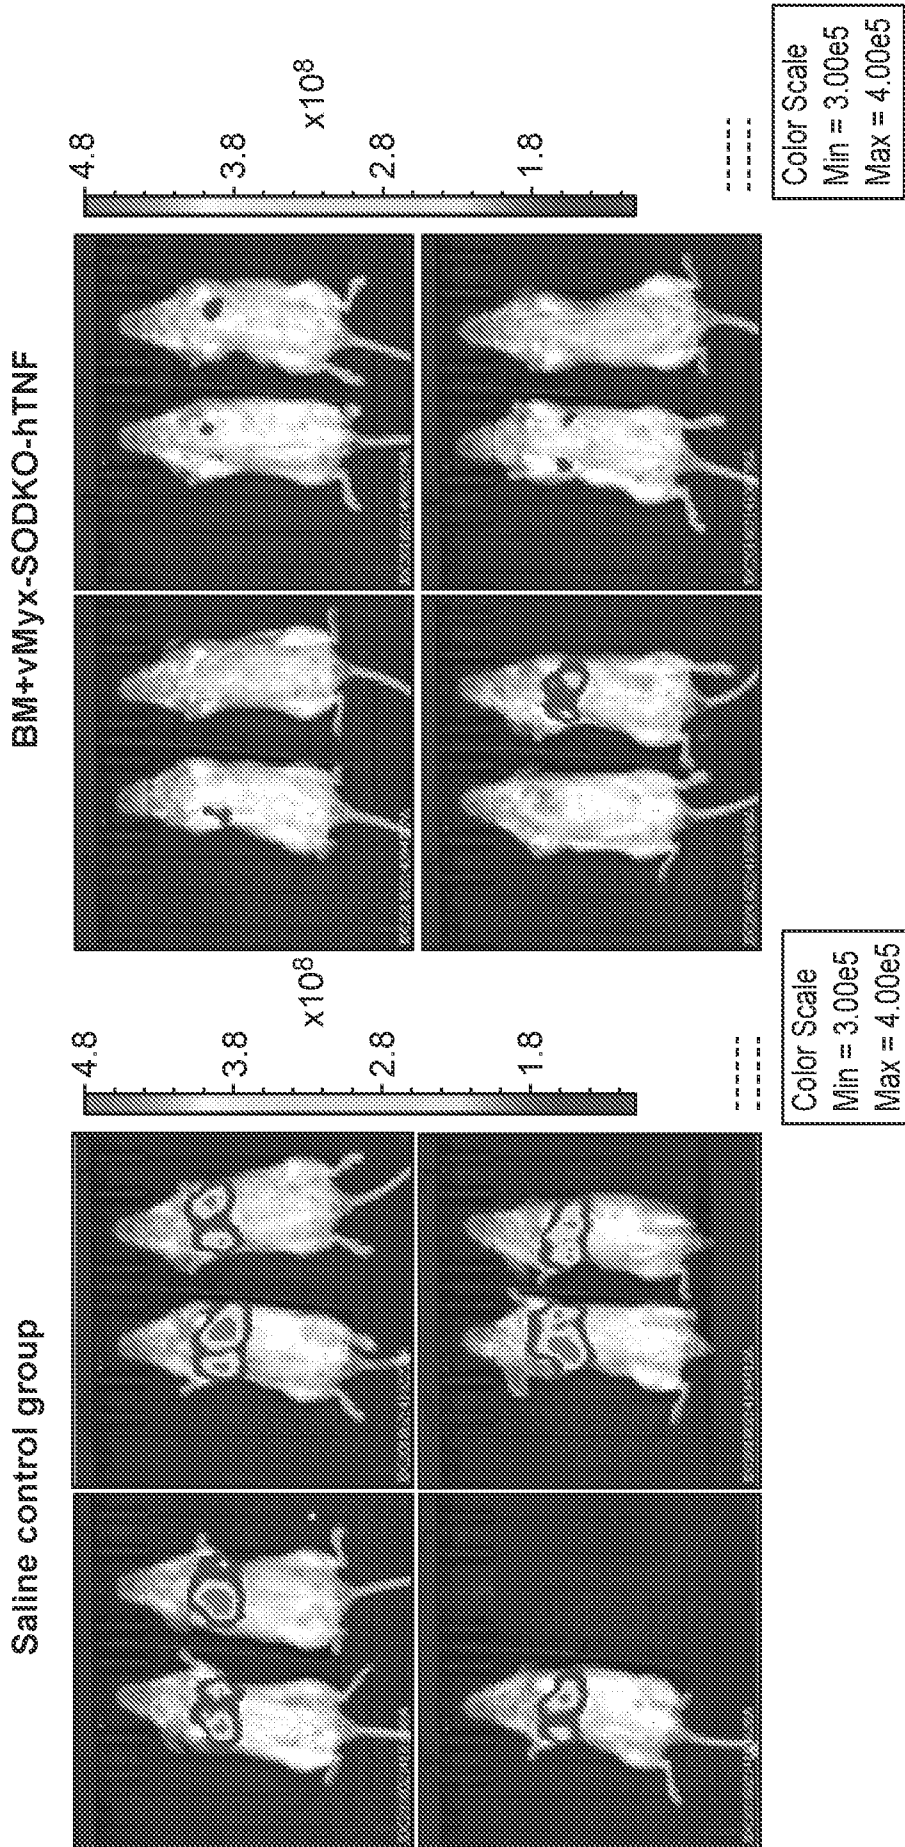 Saline control group
4.8
3.8
x10⁸
2.8
1.8
Color Scale
Min = 3.00e5
Max = 4.00e5
BM+vMyx-SODKO-hTNF
4.8
3.8
x10⁸
2.8
1.8
Color Scale
Min = 3.00e5
Max = 4.00e5